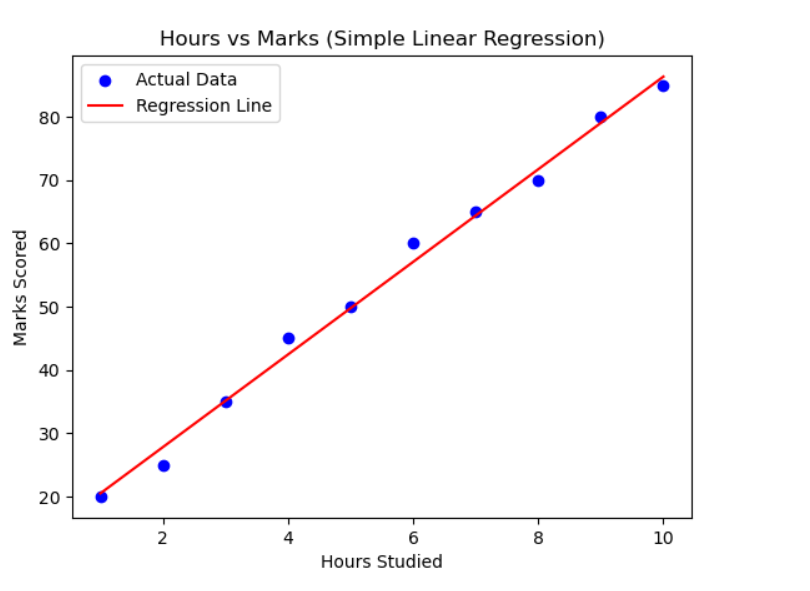 Hours vs Marks (Simple Linear Regression)
Actual Data
Regression Line
80
70
60
50
40
30
20
Marks Scored
2 4 6 8 10
Hours Studied